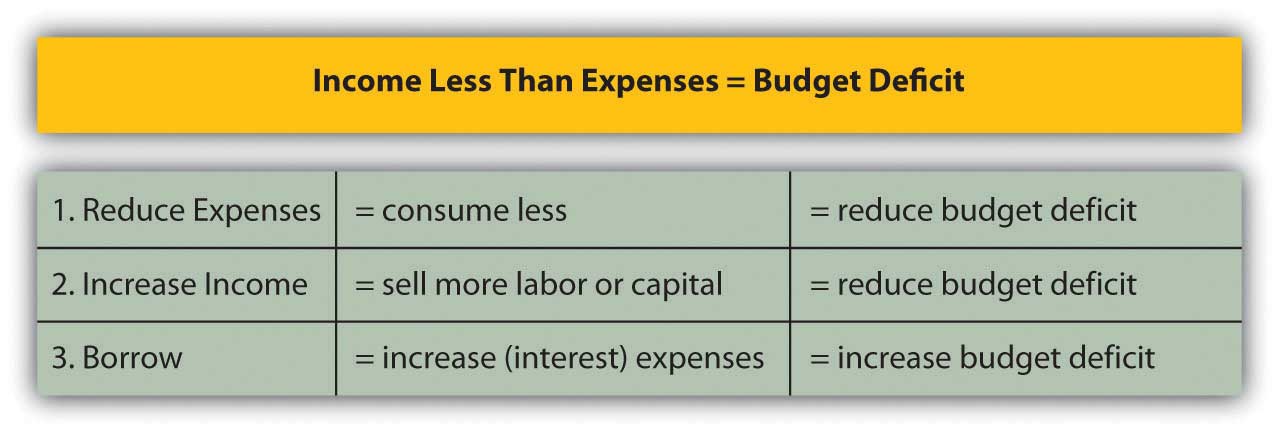 Income Less Than Expenses = Budget Deficit
1. Reduce Expenses = consume less = reduce budget deficit
2. Increase Income = sell more labor or capital = reduce budget deficit
3. Borrow = increase (interest) expenses = increase budget deficit